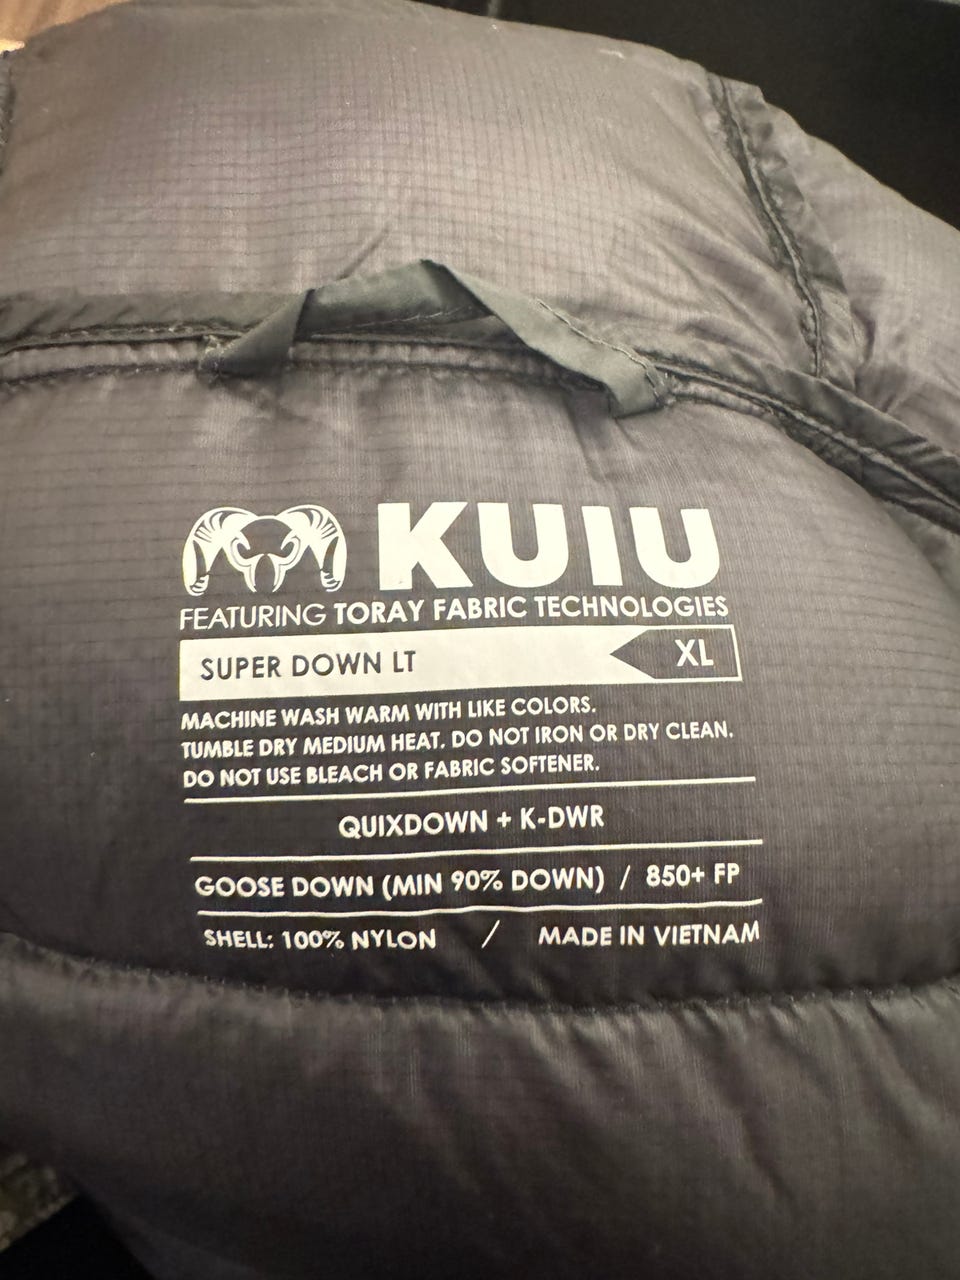 KUIU
FEATURING TORAY FABRIC TECHNOLOGIES
SUPER DOWN LT XL
MACHINE WASH WARM WITH LIKE COLORS.
TUMBLE DRY MEDIUM HEAT. DO NOT IRON OR DRY CLEAN.
DO NOT USE BLEACH OR FABRIC SOFTENER.
QUIXDOWN + K-DWR
GOOSE DOWN (MIN 90% DOWN) / 850+ FP
SHELL: 100% NYLON / MADE IN VIETNAM